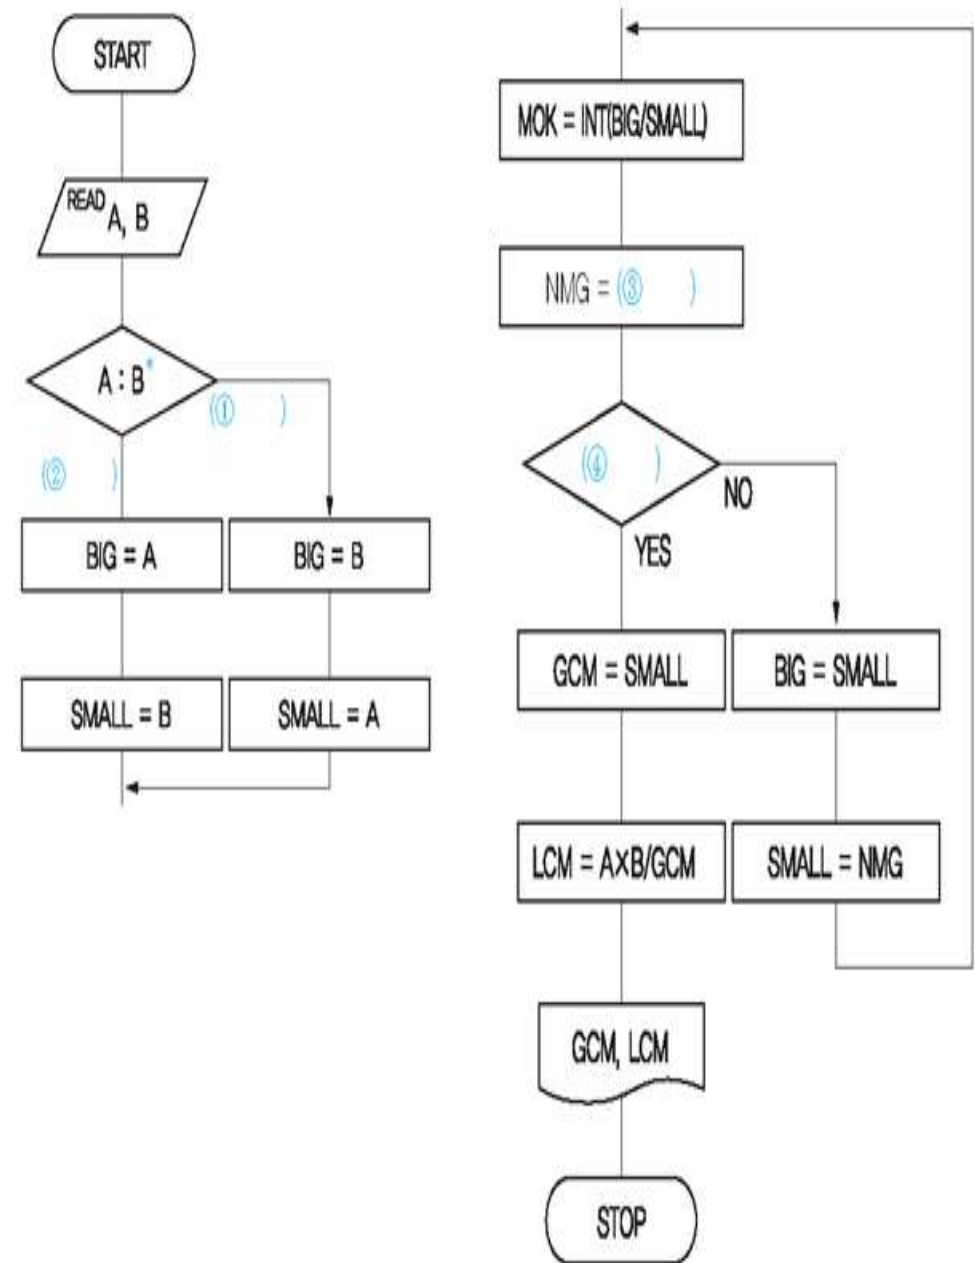 START
READ A, B
A : B*
(① )
(② )
BIG = A
BIG = B
SMALL = B
SMALL = A
MOK = INT(BIG/SMALL)
NMG = (③ )
(④ )
NO
YES
GCM = SMALL
BIG = SMALL
LCM = A×B/GCM
SMALL = NMG
GCM, LCM
STOP